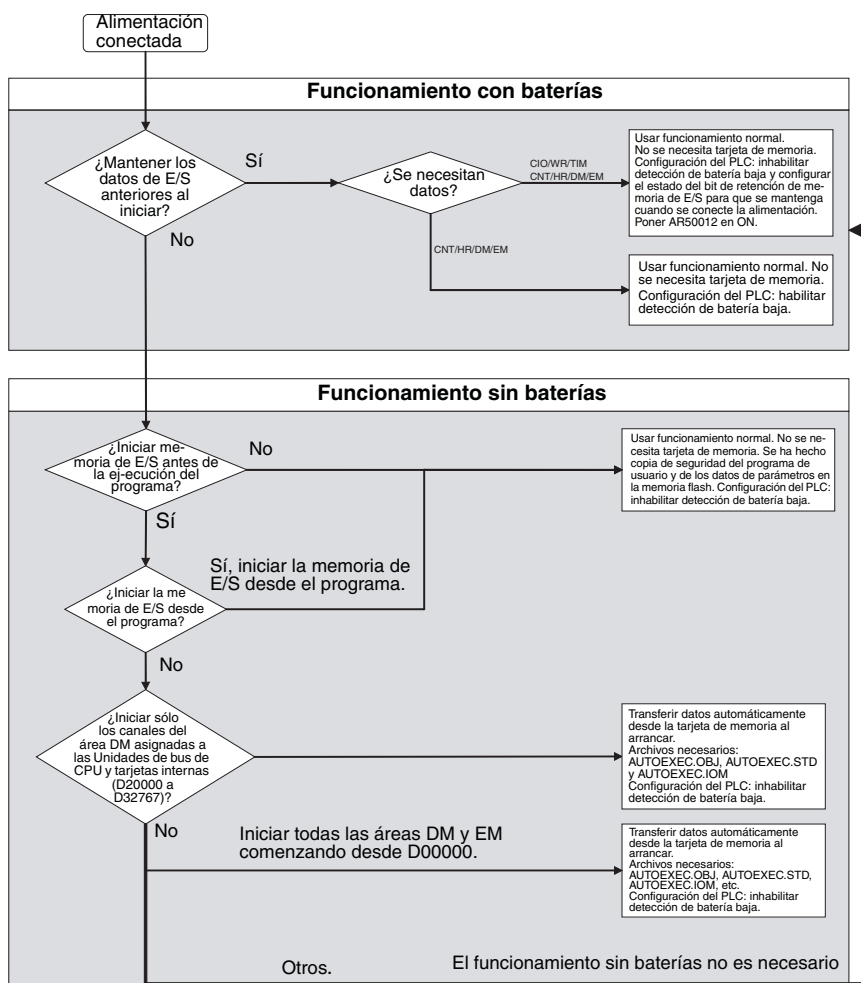 Alimentación
conectada
Funcionamiento con baterías
¿Mantener los
datos de E/S
anteriores al
iniciar?
Sí
No
¿Se necesitan
datos?
CIO/WR/TIM
CNT/HR/DM/EM
CNT/HR/DM/EM
Usar funcionamiento normal.
No se necesita tarjeta de memoria.
Configuración del PLC: inhabilitar
detección de batería baja y configurar
el estado del bit de retención de me-
moria de E/S para que se mantenga
cuando se conecte la alimentación.
Poner AR50012 en ON.
Usar funcionamiento normal. No
se necesita tarjeta de memoria.
Configuración del PLC: habilitar
detección de batería baja.
Funcionamiento sin baterías
¿Iniciar me-
moria de E/S antes de
la ej-ecución del
programa?
No
Sí
Usar funcionamiento normal. No se ne-
cesita tarjeta de memoria. Se ha hecho
copia de seguridad del programa de
usuario y de los datos de parámetros en
la memoria flash. Configuración del PLC:
inhabilitar detección de batería baja.
Sí, iniciar la memoria de
E/S desde el programa.
¿Iniciar la me
moria de E/S desde
el programa?
No
¿Iniciar sólo
los canales del
área DM asignadas a
las Unidades de bus de
CPU y tarjetas internas
(D20000 a
D32767)?
Transferir datos automáticamente
desde la tarjeta de memoria al
arrancar.
Archivos necesarios:
AUTOEXEC.OBJ, AUTOEXEC.STD
y AUTOEXEC.IOM
Configuración del PLC: inhabilitar
detección de batería baja.
No
Iniciar todas las áreas DM y EM
comenzando desde D00000.
Transferir datos automáticamente
desde la tarjeta de memoria al
arrancar.
Archivos necesarios:
AUTOEXEC.OBJ, AUTOEXEC.STD,
AUTOEXEC.IOM, etc.
Configuración del PLC: inhabilitar
detección de batería baja.
Otros.
El funcionamiento sin baterías no es necesario